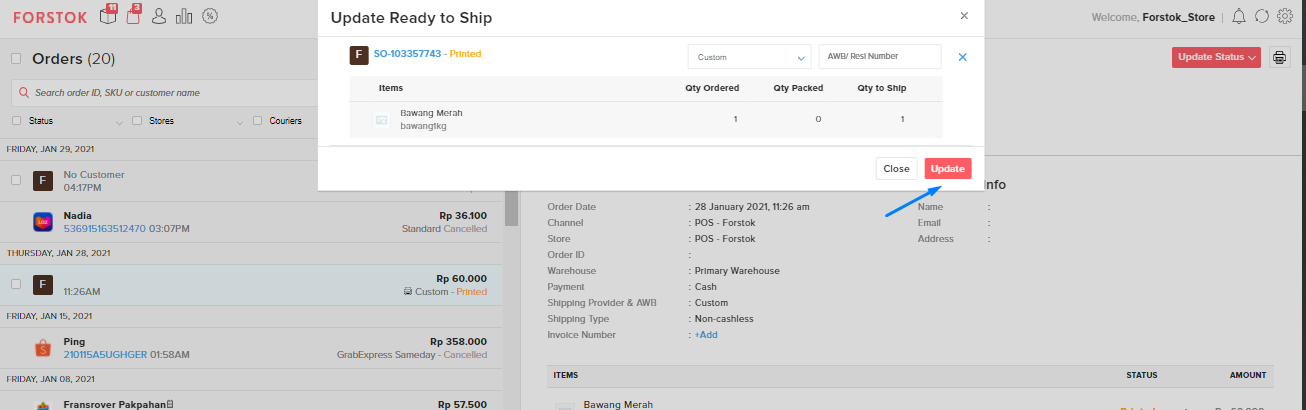 FORSTOK
11
3
Welcome, Forstok_Store
Update Ready to Ship
×
Orders (20)
Update Status
F SO-103357743 - Printed
Custom
AWB/ Resi Number
Search order ID, SKU or customer name
Items Qty Ordered Qty Packed Qty to Ship
Status Stores Couriers
Bawang Merah 1 0 1
bawang1kg
FRIDAY, JAN 29, 2021
Close Update
F No Customer
04:17PM
Info
Nadia Rp 36.100
536915163512470 03:07PM Standard Cancelled
THURSDAY, JAN 28, 2021
F Rp 60.000
11:26AM Custom - Printed
FRIDAY, JAN 15, 2021
Ping Rp 358.000
210115A5UGHGER 01:58AM GrabExpress Sameday - Cancelled
FRIDAY, JAN 08, 2021
Fransrover Pakpahan Rp 57.500
Order Date : 28 January 2021, 11:26 am Name :
Channel : POS - Forstok Email :
Store : POS - Forstok Address :
Order ID :
Warehouse : Primary Warehouse
Payment : Cash
Shipping Provider & AWB : Custom
Shipping Type : Non-cashless
Invoice Number : +Add
ITEMS STATUS AMOUNT
Bawang Merah